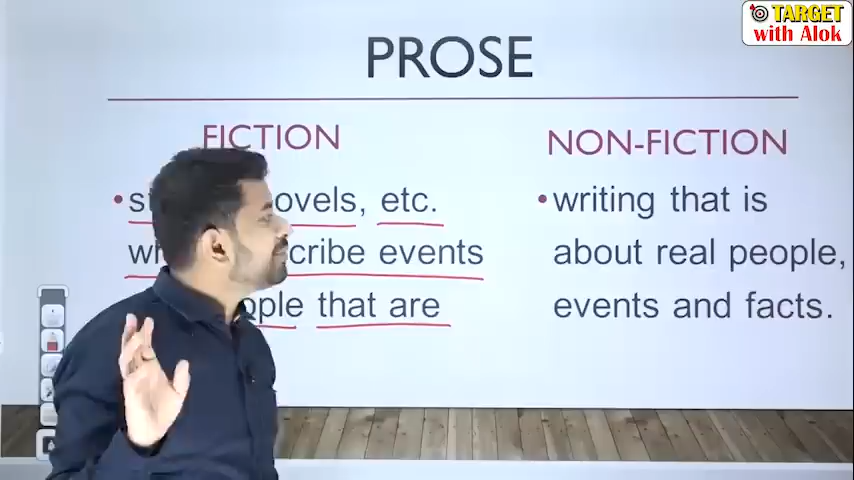 TARGET
with Alok
PROSE
FICTION
• novels, etc.
events
that are
NON-FICTION
• writing that is
about real people,
events and facts.